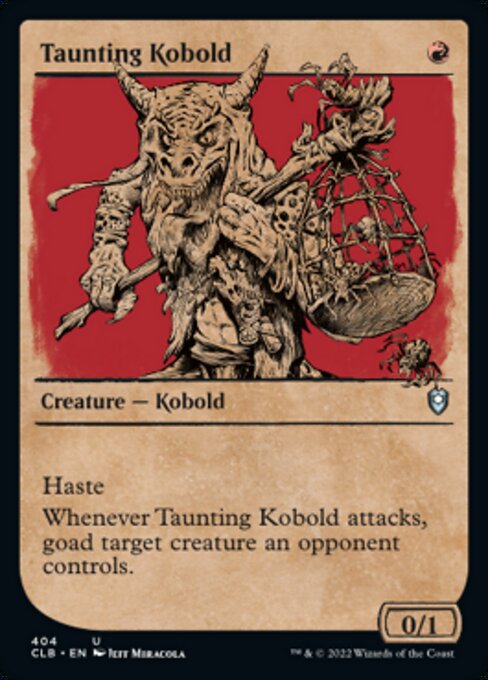 Taunting Kobold
Creature — Kobold
Haste
Whenever Taunting Kobold attacks,
goad target creature an opponent
controls.
0/1
404 U
CLB • EN Jeff Miracola
™ & © 2022 Wizards of the Coast